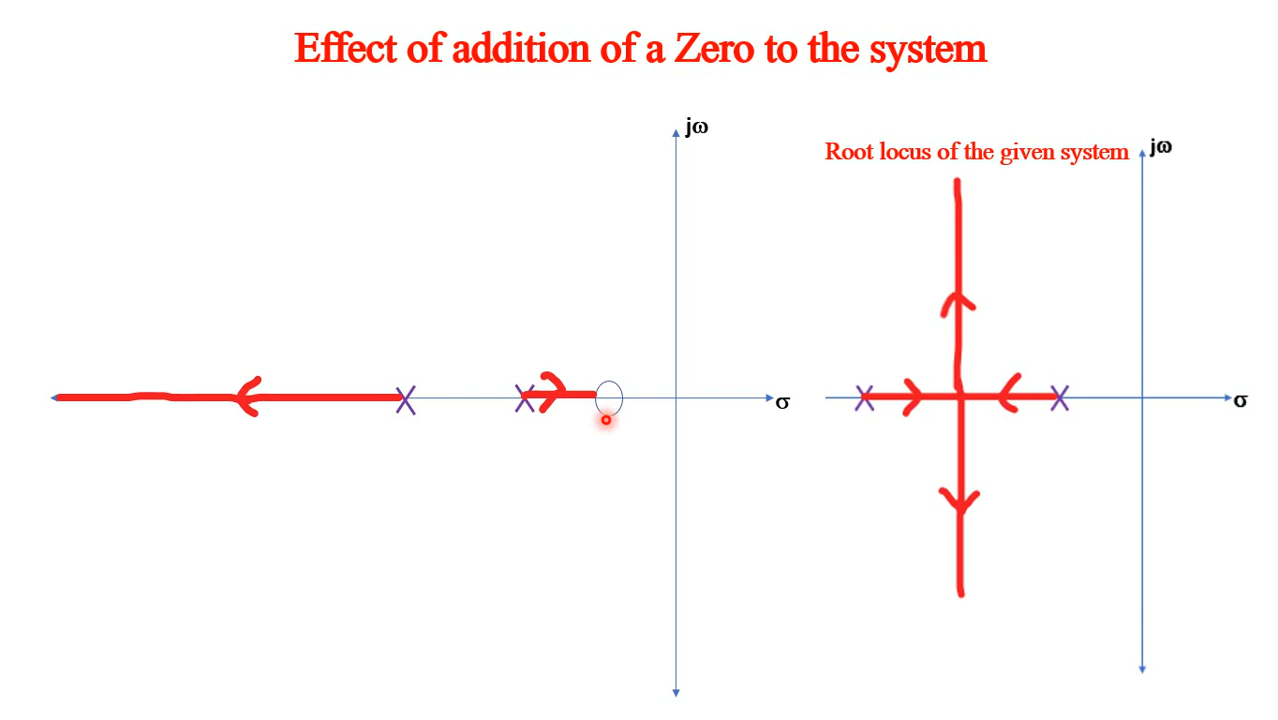 Effect of addition of a Zero to the system
jω
Root locus of the given system
jω
σ
σ